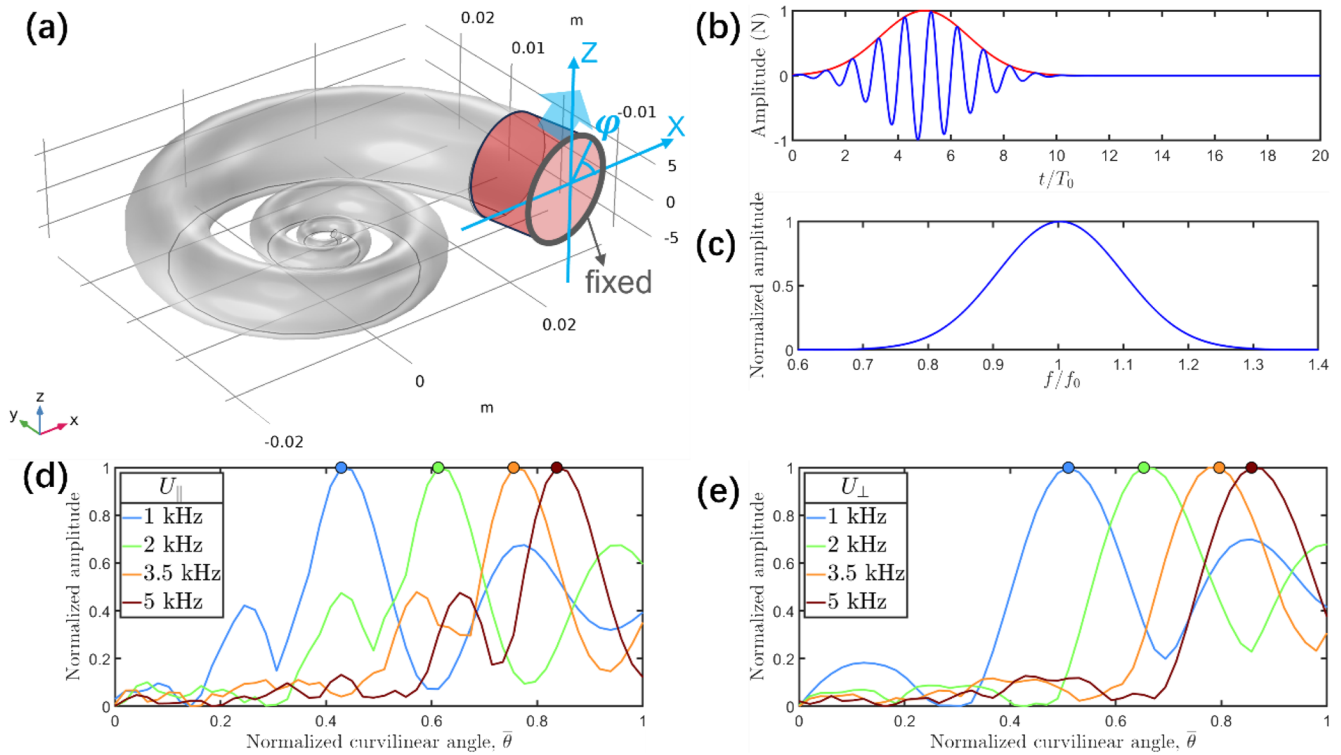 (a)
0.02
m
0.01
Z
-0.01
φ
X
5
0
-5
fixed
0.02
0
m
-0.02
z
y
x
(b)
Amplitude (N)
1
0
-1
0 2 4 6 8 10 12 14 16 18 20
t/T₀
(c)
Normalized amplitude
1
0.5
0
0.6 0.7 0.8 0.9 1 1.1 1.2 1.3 1.4
f/f₀
(d)
U∥
1 kHz
2 kHz
3.5 kHz
5 kHz
Normalized amplitude
1
0.8
0.6
0.4
0.2
0
0 0.2 0.4 0.6 0.8 1
Normalized curvilinear angle, θ̅
(e)
U⊥
1 kHz
2 kHz
3.5 kHz
5 kHz
Normalized amplitude
1
0.8
0.6
0.4
0.2
0
0 0.2 0.4 0.6 0.8 1
Normalized curvilinear angle, θ̅